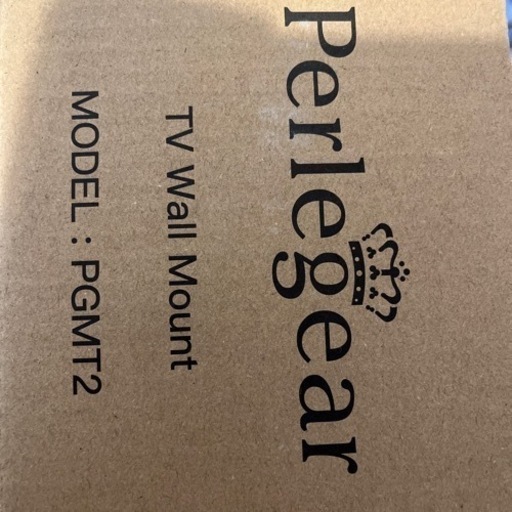 Perlegear
TV Wall Mount
MODEL : PGMT2